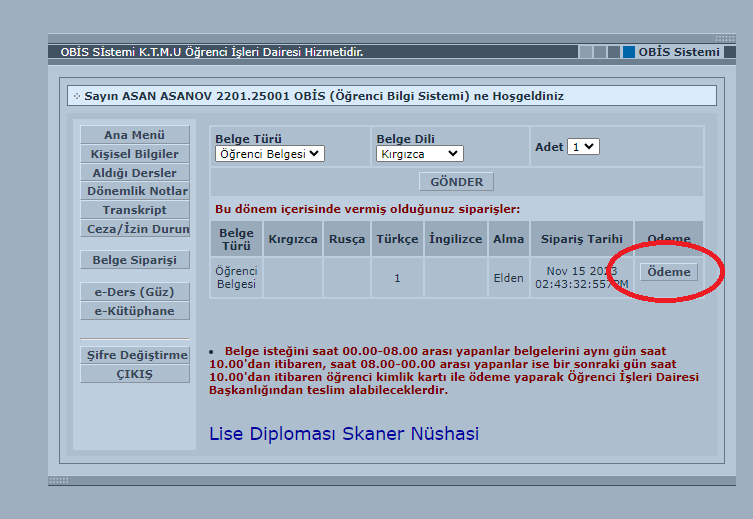 OBİS Sİstemi K.T.M.U Öğrenci İşleri Dairesi Hizmetidir.
OBİS Sistemi
Sayın ASAN ASANOV 2201.25001 OBİS (Öğrenci Bilgi Sistemi) ne Hoşgeldiniz
Ana Menü
Kişisel Bilgiler
Aldığı Dersler
Dönemlik Notlar
Transkript
Ceza/İzin Durun
Belge Siparişi
e-Ders (Güz)
e-Kütüphane
Şifre Değiştirme
ÇIKIŞ
Belge Türü
Öğrenci Belgesi
Belge Dili
Kırgızca
Adet 1
GÖNDER
Bu dönem içerisinde vermiş olduğunuz siparişler:
Belge Türü Kırgızca Rusça Türkçe İngilizce Alma Sipariş Tarihi Odeme
Öğrenci Belgesi 1 Elden Nov 15 2023 02:43:32:557PM Ödeme
Belge isteğini saat 00.00-08.00 arası yapanlar belgelerini aynı gün saat
10.00'dan itibaren, saat 08.00-00.00 arası yapanlar ise bir sonraki gün saat
10.00'dan itibaren öğrenci kimlik kartı ile ödeme yaparak Öğrenci İşleri Dairesi
Başkanlığından teslim alabileceklerdir.
Lise Diploması Skaner Nüshasi